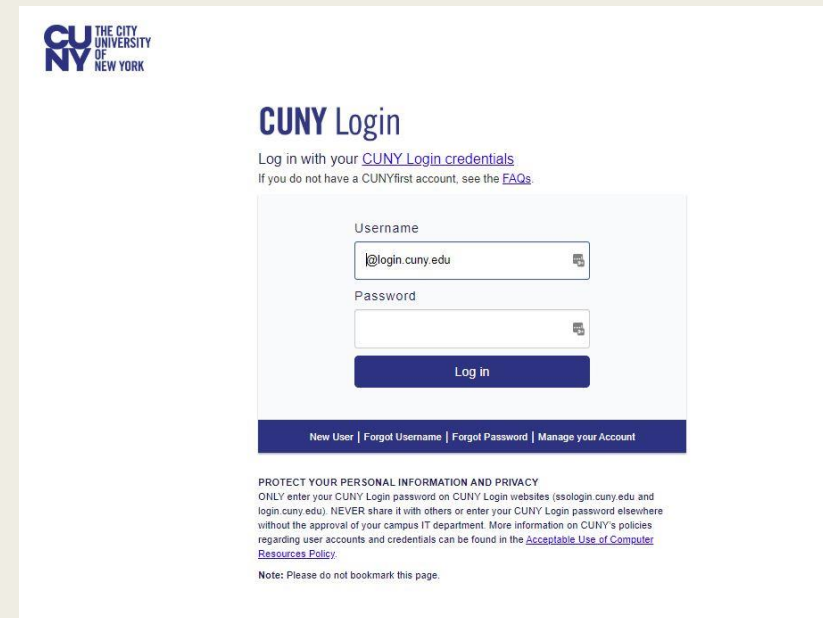 CUNY THE CITY
UNIVERSITY
OF
NEW YORK
CUNY Login
Log in with your CUNY Login credentials
If you do not have a CUNYfirst account, see the FAQs.
Username
@login.cuny.edu
Password
Log in
New User | Forgot Username | Forgot Password | Manage your Account
PROTECT YOUR PERSONAL INFORMATION AND PRIVACY
ONLY enter your CUNY Login password on CUNY Login websites (ssologin.cuny.edu and
login.cuny.edu). NEVER share it with others or enter your CUNY Login password elsewhere
without the approval of your campus IT department. More information on CUNY's policies
regarding user accounts and credentials can be found in the Acceptable Use of Computer
Resources Policy.
Note: Please do not bookmark this page.